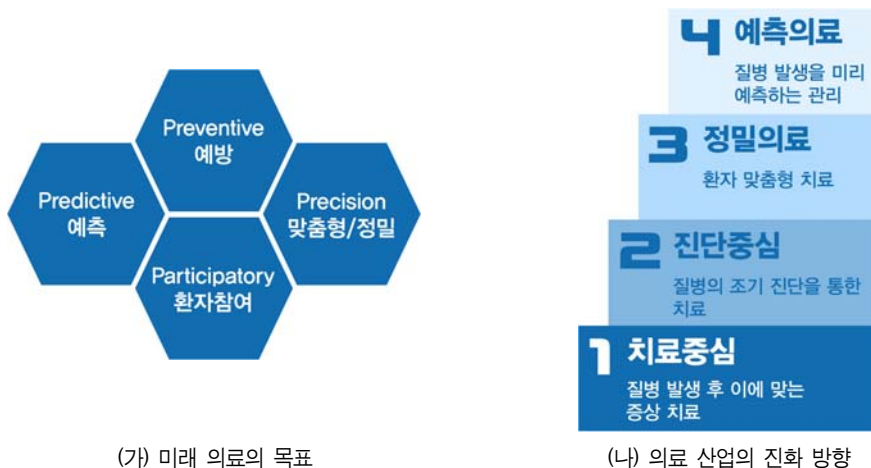 Preventive
예방
Predictive
예측
Precision
맞춤형/정밀
Participatory
환자참여
(가) 미래 의료의 목표
4 예측의료
질병 발생을 미리
예측하는 관리
3 정밀의료
환자 맞춤형 치료
2 진단중심
질병의 조기 진단을 통한
치료
1 치료중심
질병 발생 후 이에 맞는
증상 치료
(나) 의료 산업의 진화 방향